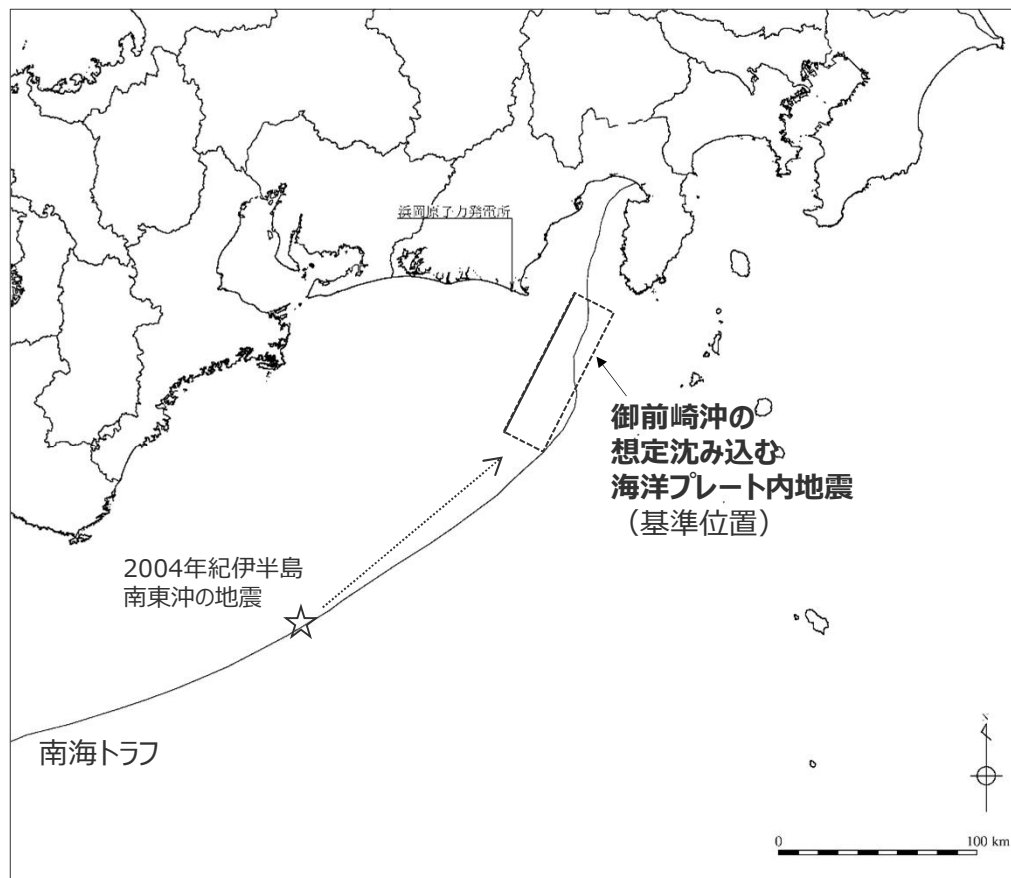 浜岡原子力発電所
御前崎沖の
想定沈み込む
海洋プレート内地震
（基準位置）
2004年紀伊半島
南東沖の地震
南海トラフ
N
0 100 km